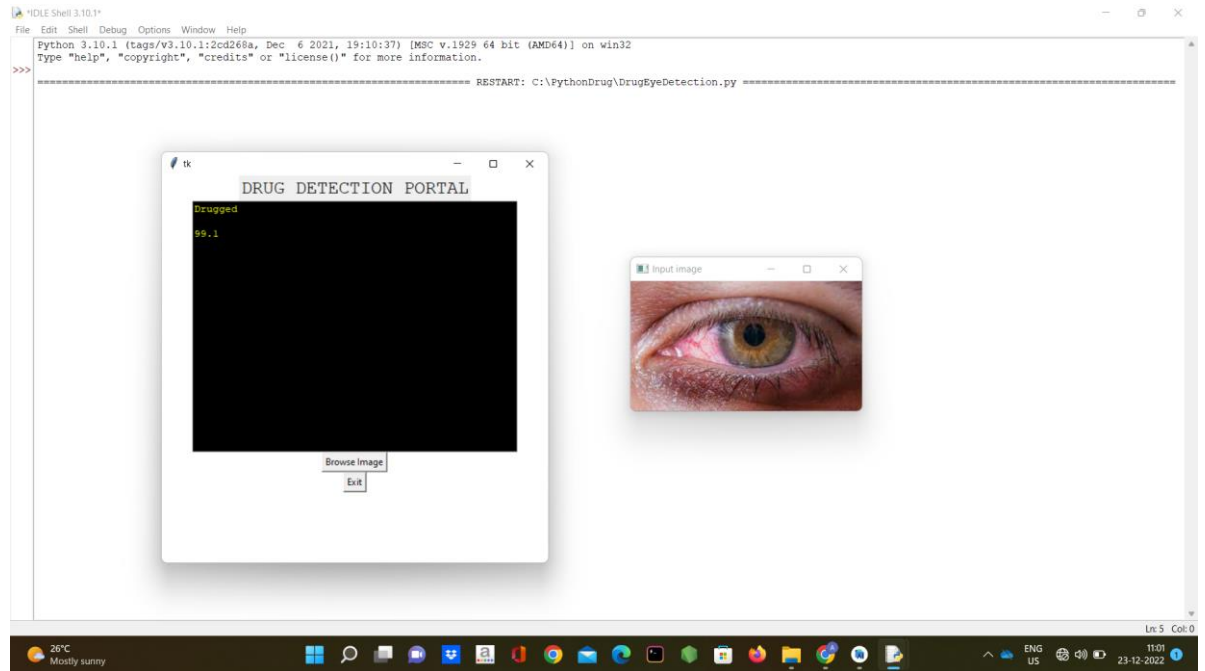 *IDLE Shell 3.10.1*
File Edit Shell Debug Options Window Help
Python 3.10.1 (tags/v3.10.1:2cd268a, Dec  6 2021, 19:10:37) [MSC v.1929 64 bit (AMD64)] on win32
Type "help", "copyright", "credits" or "license()" for more information.
>>>
RESTART: C:\PythonDrug\DrugEyeDetection.py
tk
DRUG DETECTION PORTAL
Drugged
99.1
Browse Image
Exit
Input image
Ln: 5 Col: 0
26°C
Mostly sunny
a
ENG
US
11:01
23-12-2022
1